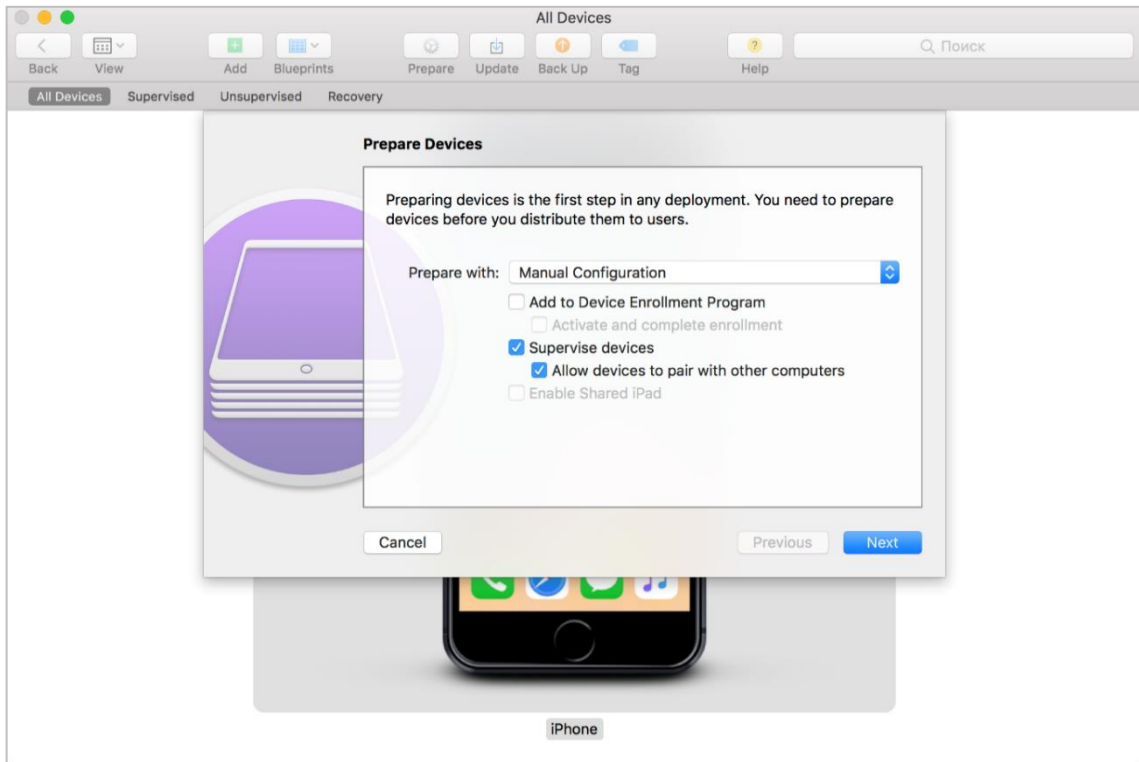 All Devices
Поиск
Back View Add Blueprints Prepare Update Back Up Tag Help
All Devices Supervised Unsupervised Recovery
Prepare Devices
Preparing devices is the first step in any deployment. You need to prepare
devices before you distribute them to users.
Prepare with: Manual Configuration
Add to Device Enrollment Program
Activate and complete enrollment
Supervise devices
Allow devices to pair with other computers
Enable Shared iPad
Cancel Previous Next
iPhone